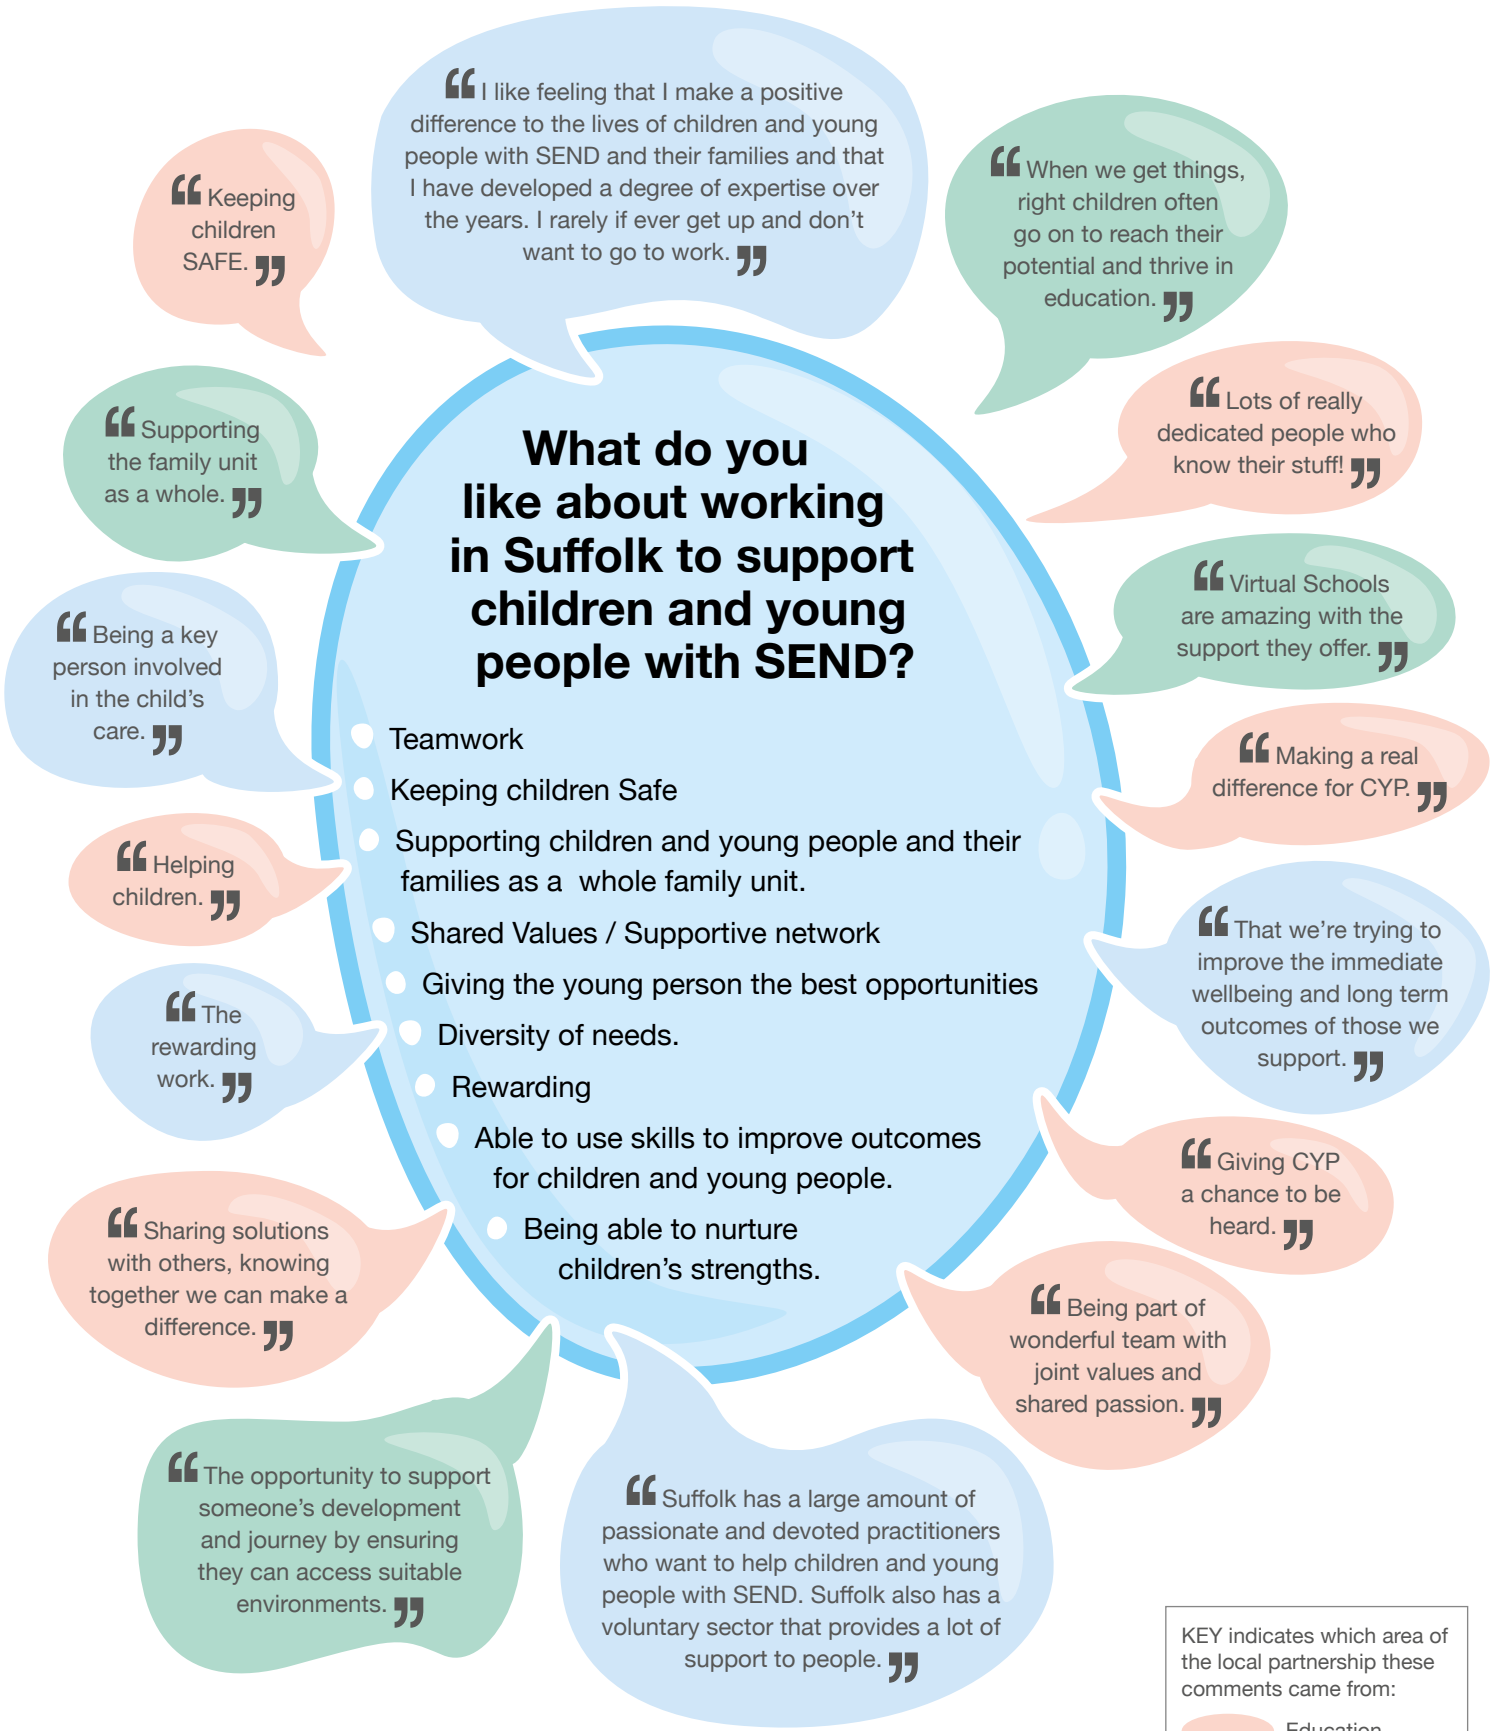 “ I like feeling that I make a positive
difference to the lives of children and young
people with SEND and their families and that
I have developed a degree of expertise over
the years. I rarely if ever get up and don’t
want to go to work. ”
“ Keeping
children
SAFE. ”
“ When we get things,
right children often
go on to reach their
potential and thrive in
education. ”
“ Supporting
the family unit
as a whole. ”
“ Lots of really
dedicated people who
know their stuff! ”
“ Being a key
person involved
in the child’s
care. ”
“ Virtual Schools
are amazing with the
support they offer. ”
“ Helping
children. ”
“ Making a real
difference for CYP. ”
“ The
rewarding
work. ”
“ That we’re trying to
improve the immediate
wellbeing and long term
outcomes of those we
support. ”
“ Sharing solutions
with others, knowing
together we can make a
difference. ”
“ Giving CYP
a chance to be
heard. ”
“ Being part of
wonderful team with
joint values and
shared passion. ”
What do you
like about working
in Suffolk to support
children and young
people with SEND?
Teamwork
Keeping children Safe
Supporting children and young people and their
families as a whole family unit.
Shared Values / Supportive network
Giving the young person the best opportunities
Diversity of needs.
Rewarding
Able to use skills to improve outcomes
for children and young people.
Being able to nurture
children’s strengths.
“ The opportunity to support
someone’s development
and journey by ensuring
they can access suitable
environments. ”
“ Suffolk has a large amount of
passionate and devoted practitioners
who want to help children and young
people with SEND. Suffolk also has a
voluntary sector that provides a lot of
support to people. ”
KEY indicates which area of
the local partnership these
comments came from:
Education